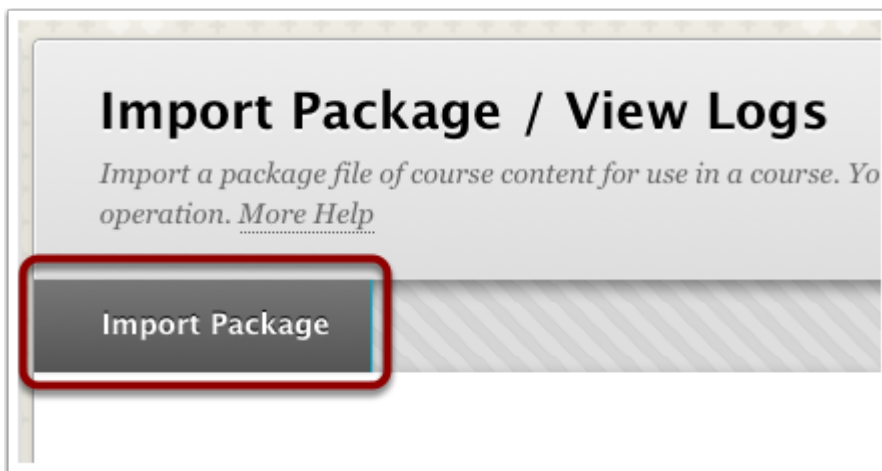 Import Package / View Logs
Import a package file of course content for use in a course. Yo
operation. More Help
Import Package